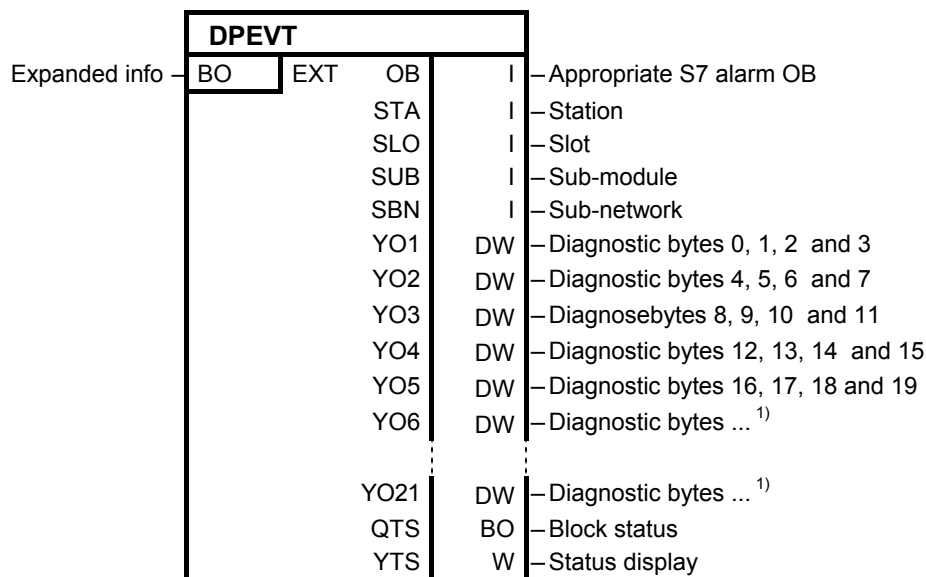 DPEVT
Expanded info BO EXT OB I Appropriate S7 alarm OB
STA I Station
SLO I Slot
SUB I Sub-module
SBN I Sub-network
YO1 DW Diagnostic bytes 0, 1, 2 and 3
YO2 DW Diagnostic bytes 4, 5, 6 and 7
YO3 DW Diagnosebytes 8, 9, 10 and 11
YO4 DW Diagnostic bytes 12, 13, 14 and 15
YO5 DW Diagnostic bytes 16, 17, 18 and 19
YO6 DW Diagnostic bytes ... 1)
YO21 DW Diagnostic bytes ... 1)
QTS BO Block status
YTS W Status display